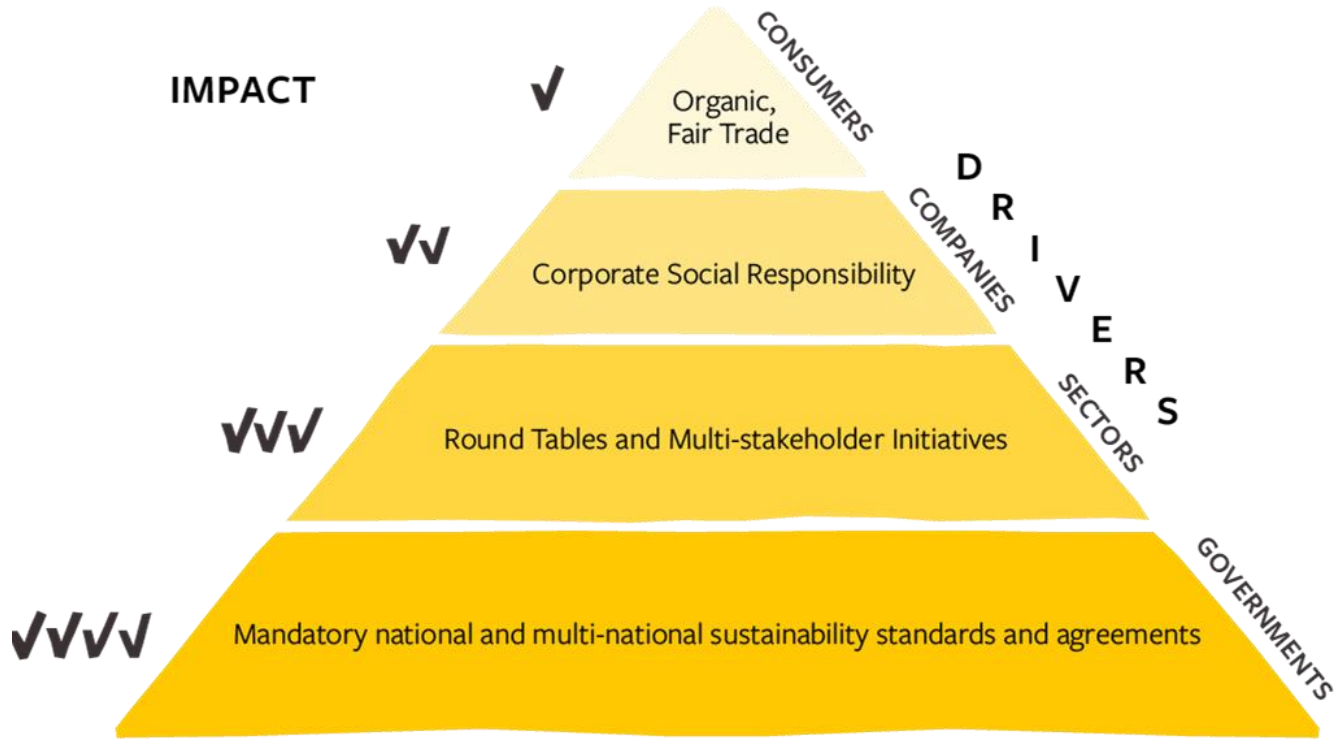 IMPACT
√
Organic,
Fair Trade
CONSUMERS
DRIVERS
√√
Corporate Social Responsibility
COMPANIES
√√√
Round Tables and Multi-stakeholder Initiatives
SECTORS
√√√√
Mandatory national and multi-national sustainability standards and agreements
GOVERNMENTS